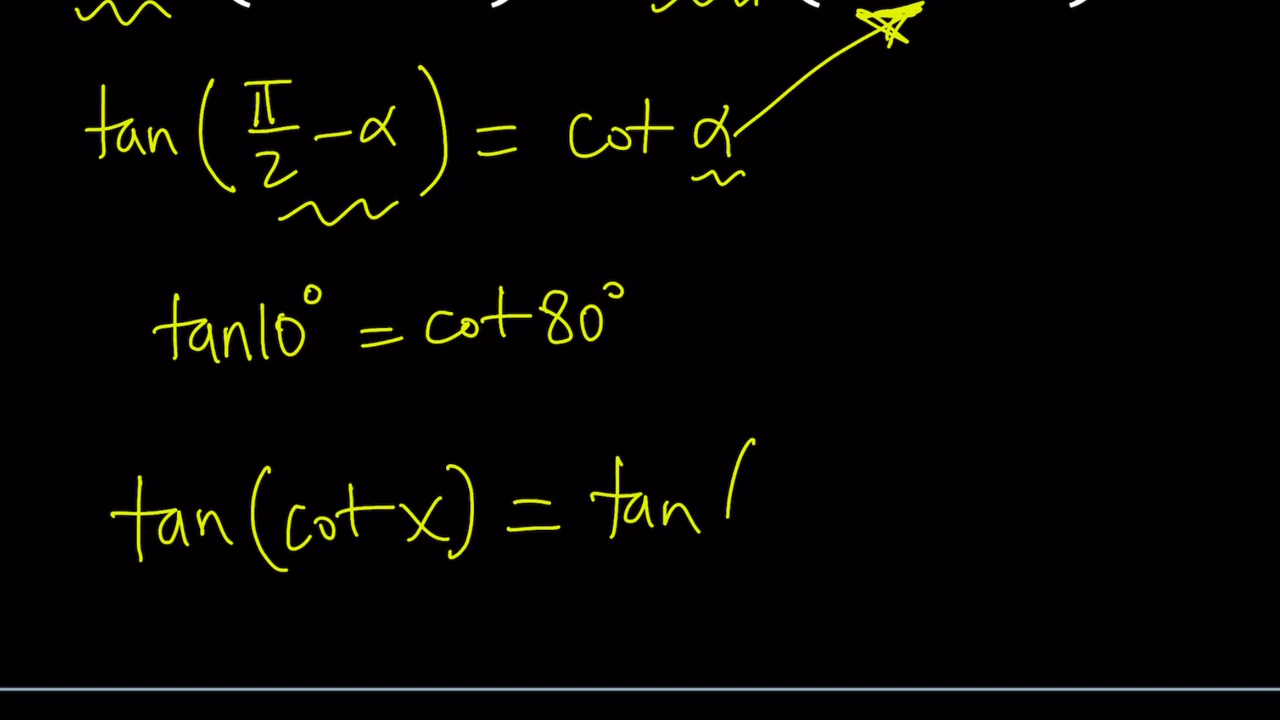 tan(π/2 - α) = cot α
tan10° = cot80°
tan(cot x) = tan(